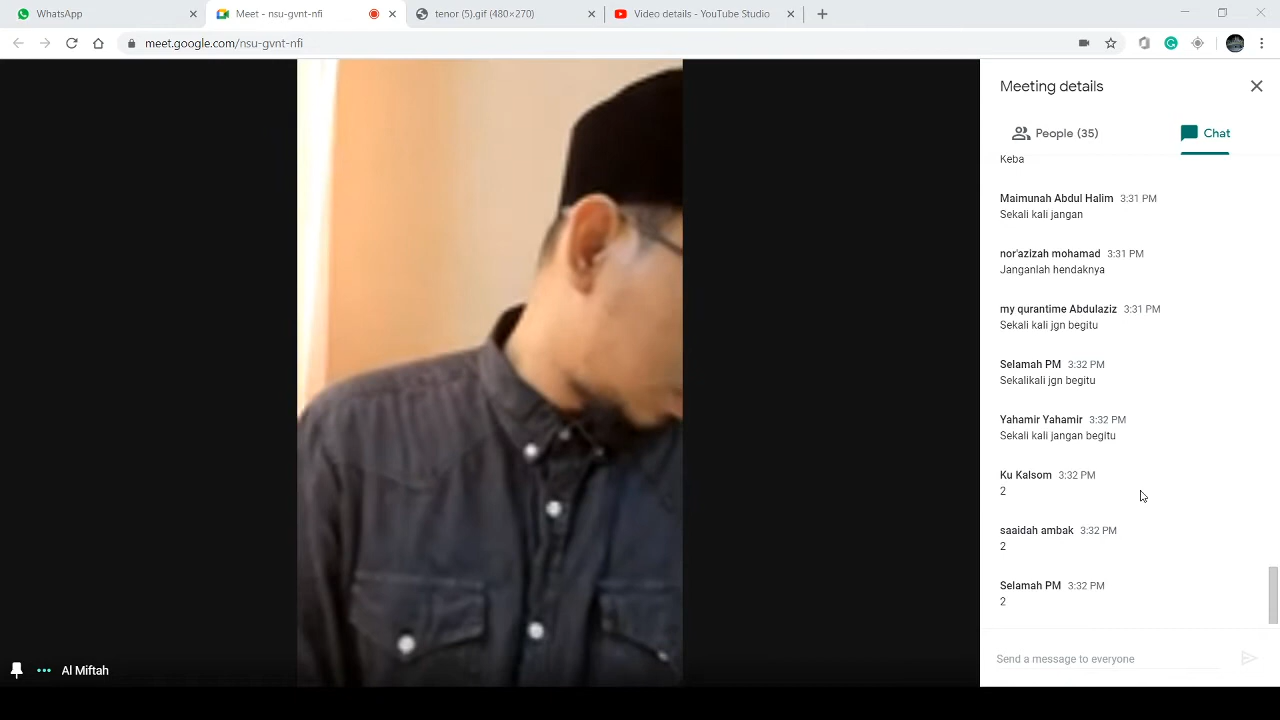 WhatsApp
Meet - nsu-gvnt-nfi
tenor (5).gif (480×270)
Video details - YouTube Studio
meet.google.com/nsu-gvnt-nfi
Meeting details
People (35)
Chat
Keba
Maimunah Abdul Halim 3:31 PM
Sekali kali jangan
nor'azizah mohamad 3:31 PM
Janganlah hendaknya
my qurantime Abdulaziz 3:31 PM
Sekali kali jgn begitu
Selamah PM 3:32 PM
Sekalikali jgn begitu
Yahamir Yahamir 3:32 PM
Sekali kali jangan begitu
Ku Kalsom 3:32 PM
2
saaidah ambak 3:32 PM
2
Selamah PM 3:32 PM
2
Send a message to everyone
Al Miftah